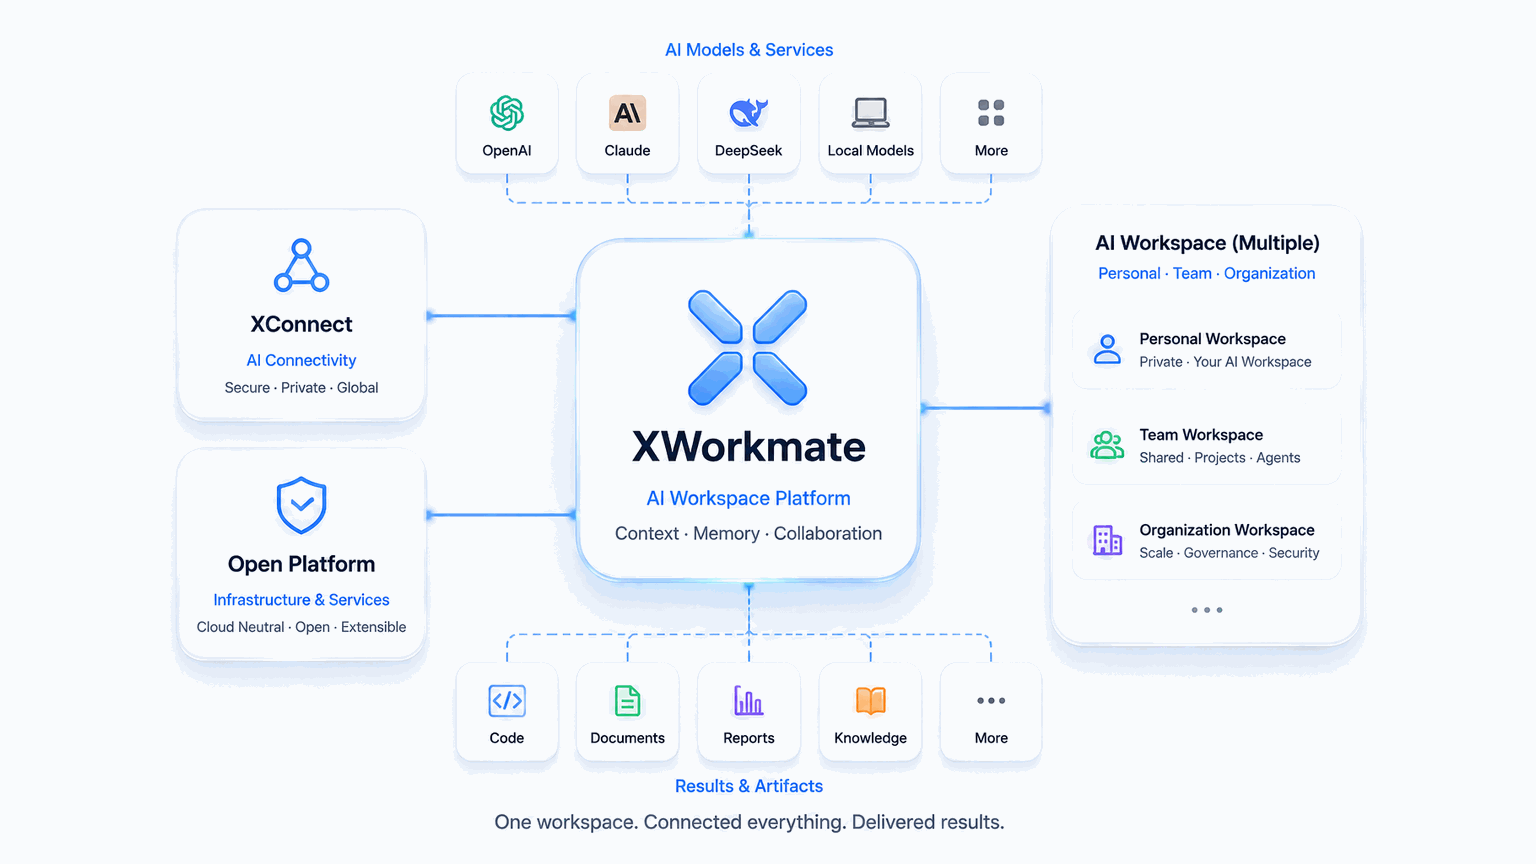 AI Models & Services
OpenAI
Claude
DeepSeek
Local Models
More
XConnect
AI Connectivity
Secure · Private · Global
Open Platform
Infrastructure & Services
Cloud Neutral · Open · Extensible
XWorkmate
AI Workspace Platform
Context · Memory · Collaboration
AI Workspace (Multiple)
Personal · Team · Organization
Personal Workspace
Private · Your AI Workspace
Team Workspace
Shared · Projects · Agents
Organization Workspace
Scale · Governance · Security
Code
Documents
Reports
Knowledge
More
Results & Artifacts
One workspace. Connected everything. Delivered results.